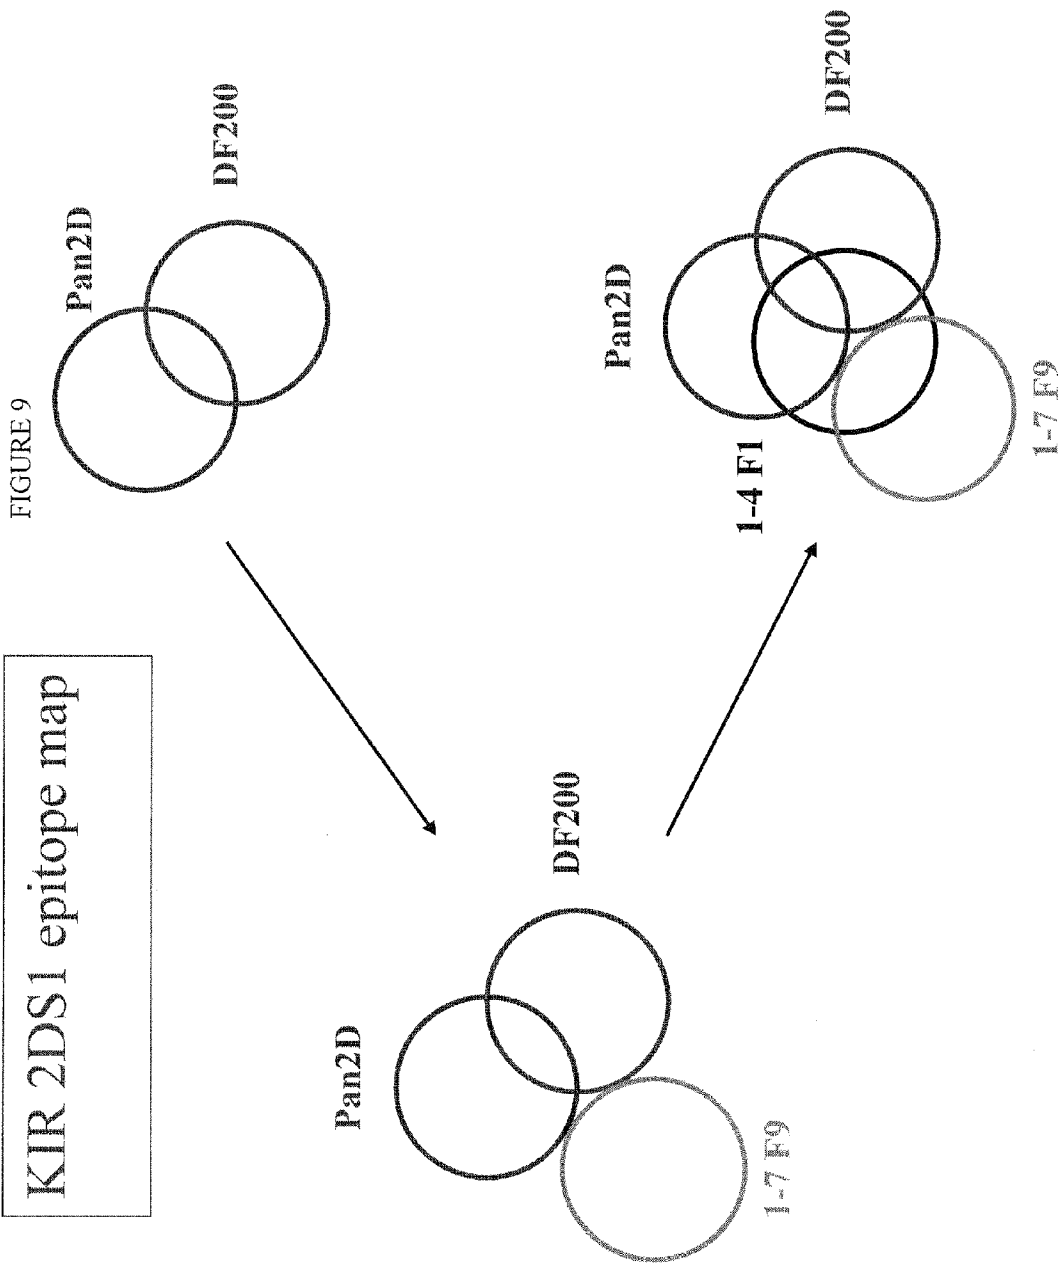 FIGURE 9
KIR 2DS1 epitope map
Pan2D
DF200
Pan2D
DF200
1-7 F9
Pan2D
DF200
1-4 F1
1-7 F9